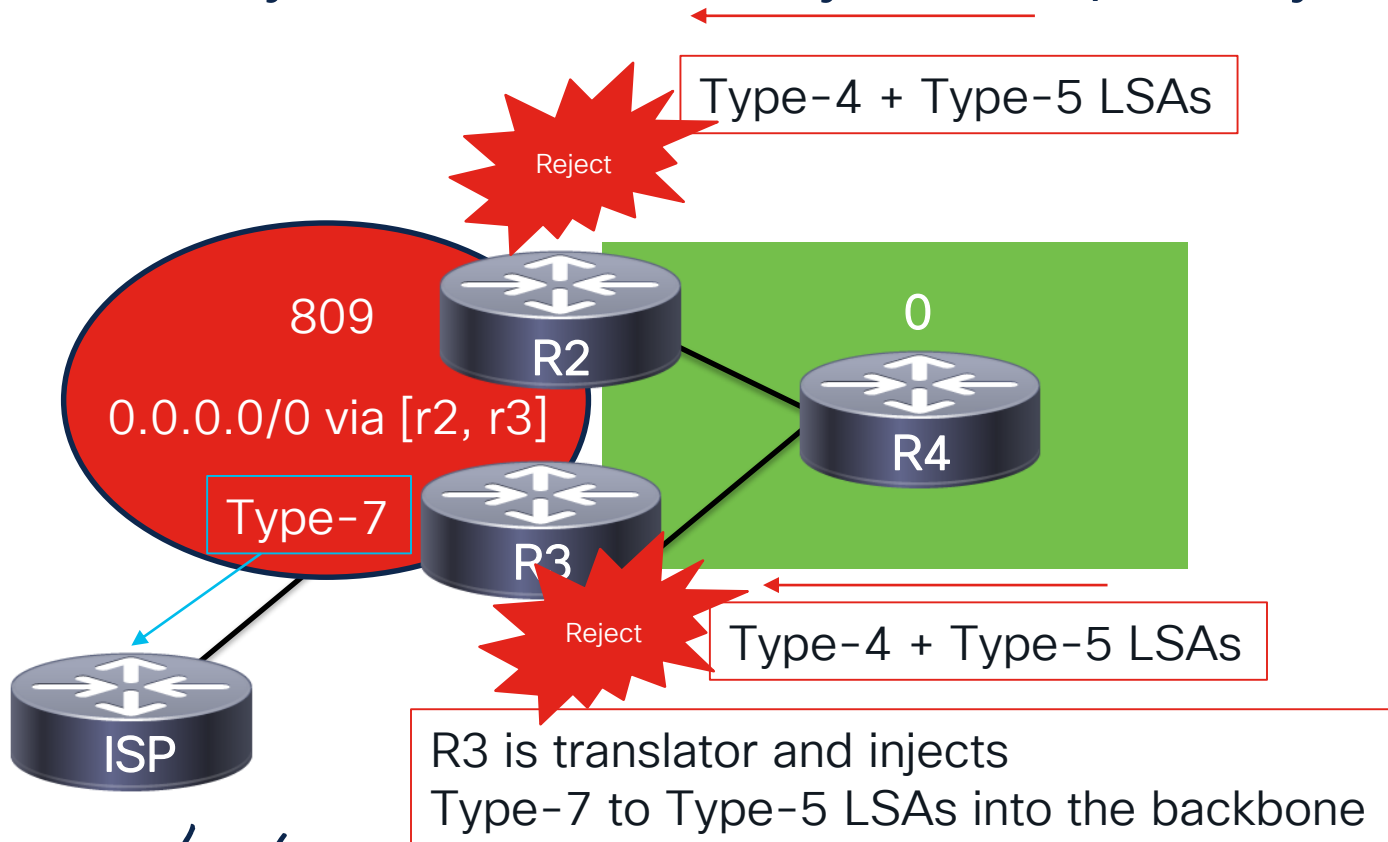 Type-4 + Type-5 LSAs
Reject
809
0
R2
0.0.0.0/0 via [r2, r3]
R4
Type-7
R3
Reject
Type-4 + Type-5 LSAs
ISP
R3 is translator and injects
Type-7 to Type-5 LSAs into the backbone